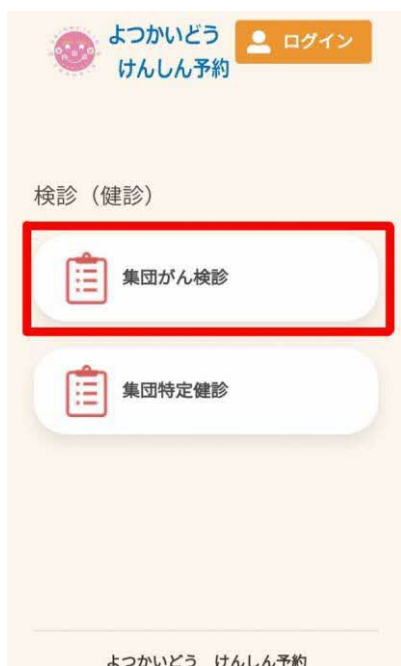 よつかいどう
けんしん予約
ログイン
検診（健診）
集団がん検診
集団特定健診
よつかいどう けんしん予約